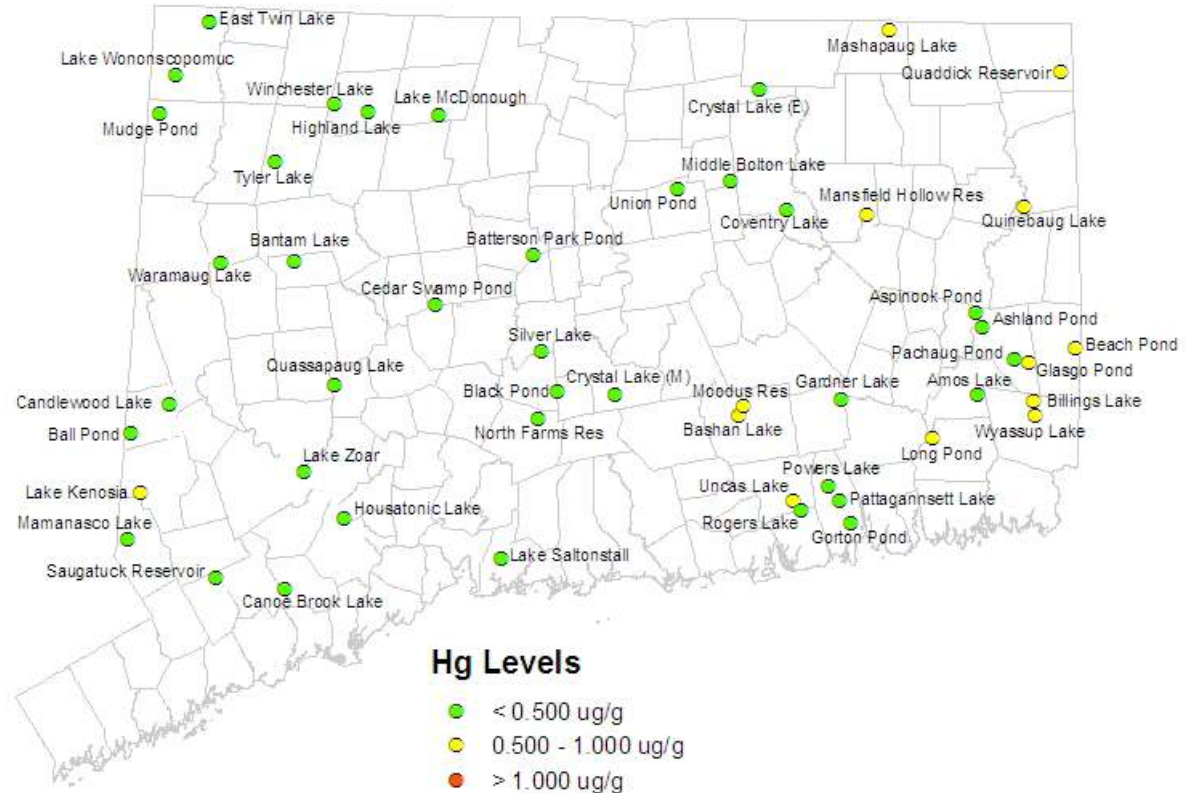 East Twin Lake
Mashapaug Lake
Lake Wononscopomuc
Quaddick Reservoir
Winchester Lake
Lake McDonough
Crystal Lake (E)
Mudge Pond
Highland Lake
Tyler Lake
Middle Bolton Lake
Union Pond
Mansfield Hollow Res
Coventry Lake
Quinebaug Lake
Bantam Lake
Batterson Park Pond
Waramaug Lake
Cedar Swamp Pond
Aspinook Pond
Ashland Pond
Silver Lake
Beach Pond
Pachaug Pond
Quassapaug Lake
Glasgo Pond
Crystal Lake (M)
Black Pond
Moodus Res
Gardner Lake
Amos Lake
Candlewood Lake
Billings Lake
Ball Pond
North Farms Res
Bashan Lake
Wyassup Lake
Long Pond
Lake Zoar
Powers Lake
Lake Kenosia
Uncas Lake
Pattagannsett Lake
Housatonic Lake
Mamanasco Lake
Rogers Lake
Gorton Pond
Lake Saltonstall
Saugatuck Reservoir
Canoe Brook Lake
Hg Levels
< 0.500 ug/g
0.500 - 1.000 ug/g
> 1.000 ug/g